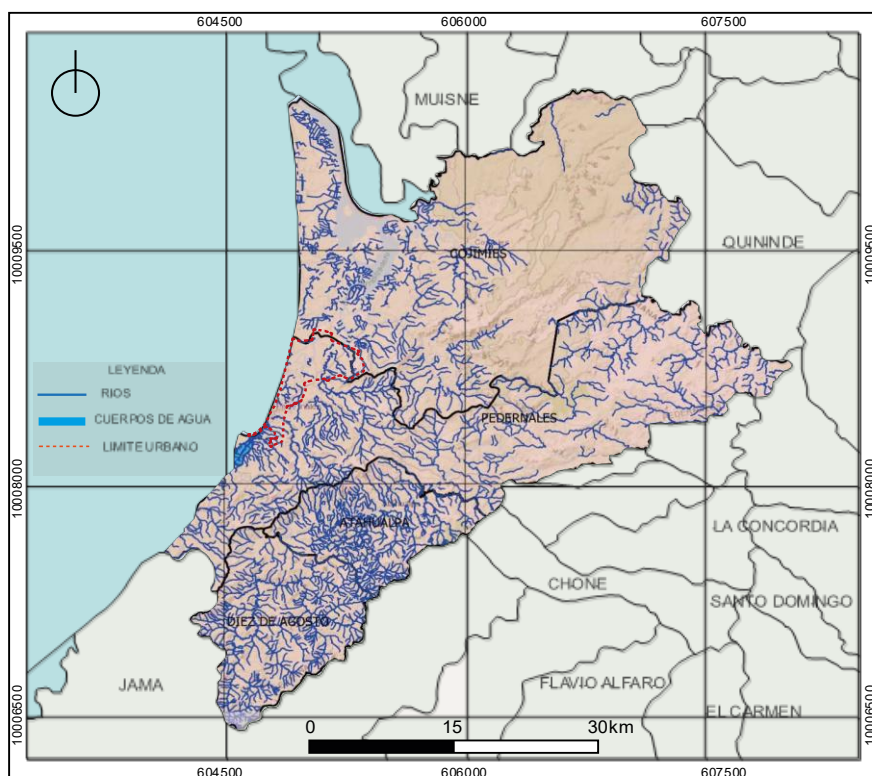 604500 606000 607500
MUISNE
10009500 COJIMIES QUININDE 10009500
LEYENDA
RIOS
CUERPOS DE AGUA
LIMITE URBANO
PEDERNALES
10008000 10008000
ATAHUALPA LA CONCORDIA
CHONE
SANTO DOMINGO
DIEZ DE AGOSTO
JAMA FLAVIO ALFARO
EL CARMEN
10006500 10006500
0 15 30km
604500 606000 607500